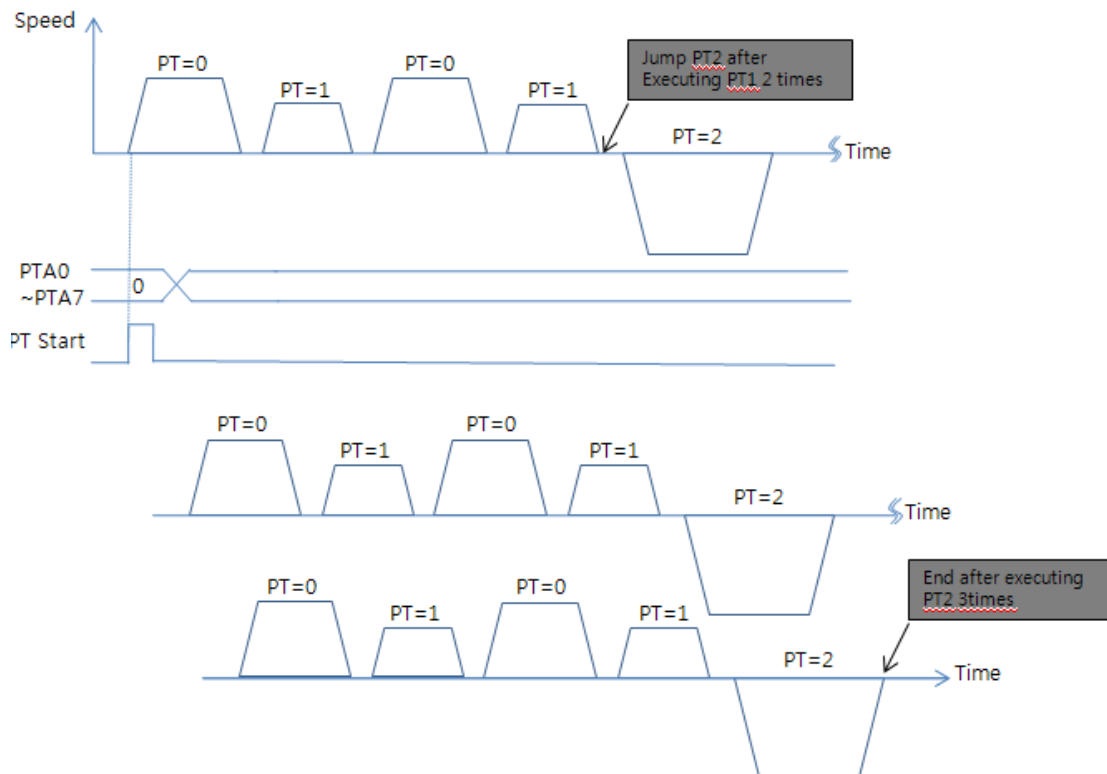 Speed
PT=0
PT=1
PT=0
PT=1
Jump PT2 after
Executing PT1 2 times
PT=2
Time
PTA0
0
~PTA7
PT Start
PT=0
PT=1
PT=0
PT=1
PT=2
Time
PT=0
PT=1
PT=0
PT=1
PT=2
End after executing
PT2 3times
Time